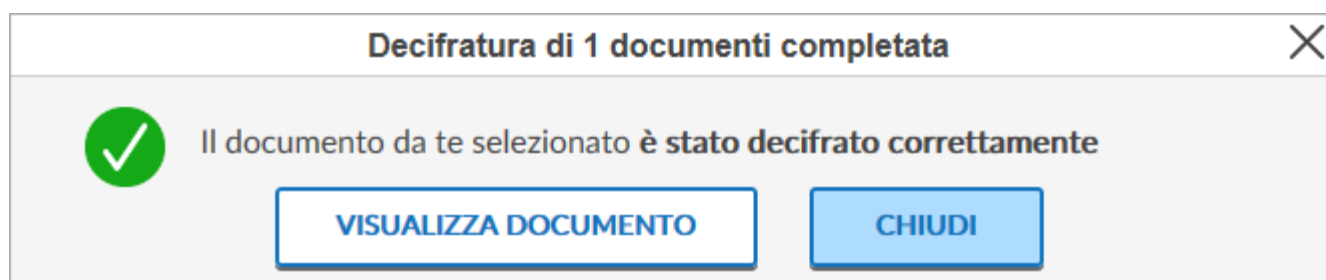 Decifratura di 1 documenti completata
Il documento da te selezionato è stato decifrato correttamente
VISUALIZZA DOCUMENTO
CHIUDI